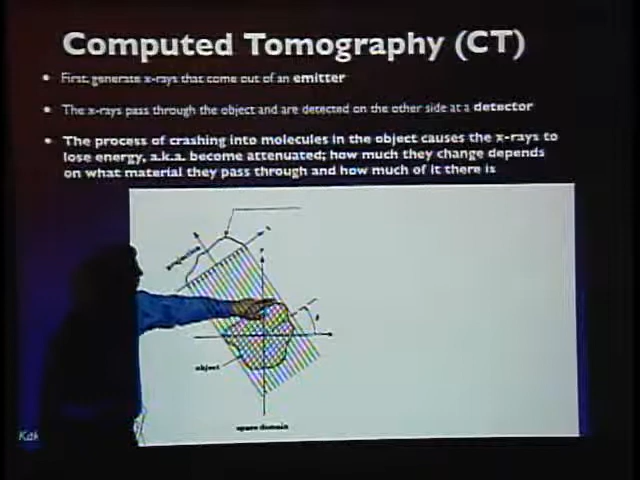 Computed Tomography (CT)
• First, generate x-rays that come out of an emitter
• The x-rays pass through the object and are detected on the other side at a detector
• The process of crashing into molecules in the object causes the x-rays to
lose energy, a.k.a. become attenuated; how much they change depends
on what material they pass through and how much of it there is
projection
object
space domain
Kak